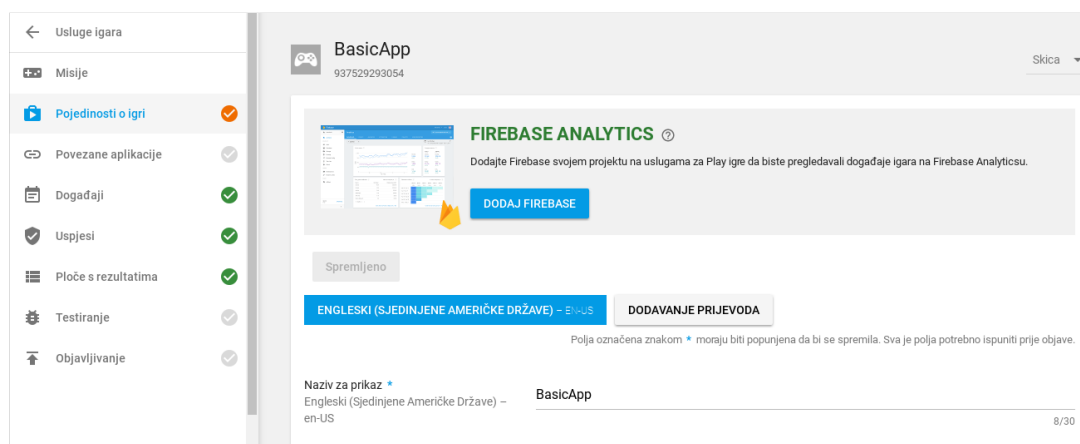 Usluge igara
Misije
Pojedinosti o igri
Povezane aplikacije
Događaji
Uspjesi
Ploče s rezultatima
Testiranje
Objavljivanje
BasicApp
937529293054
Skica
FIREBASE ANALYTICS
Dodajte Firebase svojem projektu na uslugama za Play igre da biste pregledavali događaje igara na Firebase Analyticsu.
DODAJ FIREBASE
Spremljeno
ENGLESKI (SJEDINJENE AMERIČKE DRŽAVE) – EN-US
DODAVANJE PRIJEVODA
Polja označena znakom * moraju biti popunjena da bi se spremila. Sva je polja potrebno ispuniti prije objave.
Naziv za prikaz *
Engleski (Sjedinjene Američke Države) –
en-US
BasicApp
8/30